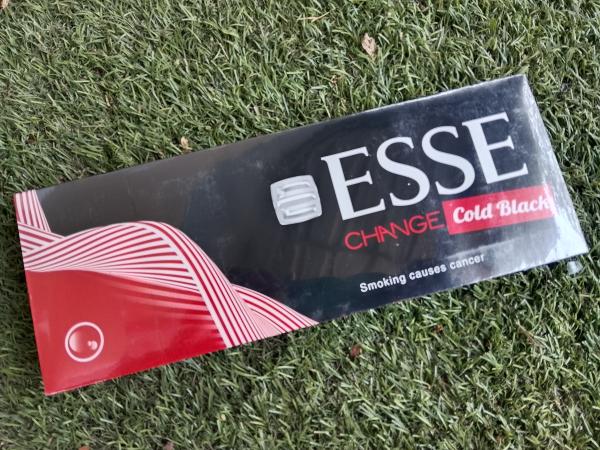 ESSE
CHANGE Cold Black
Smoking causes cancer